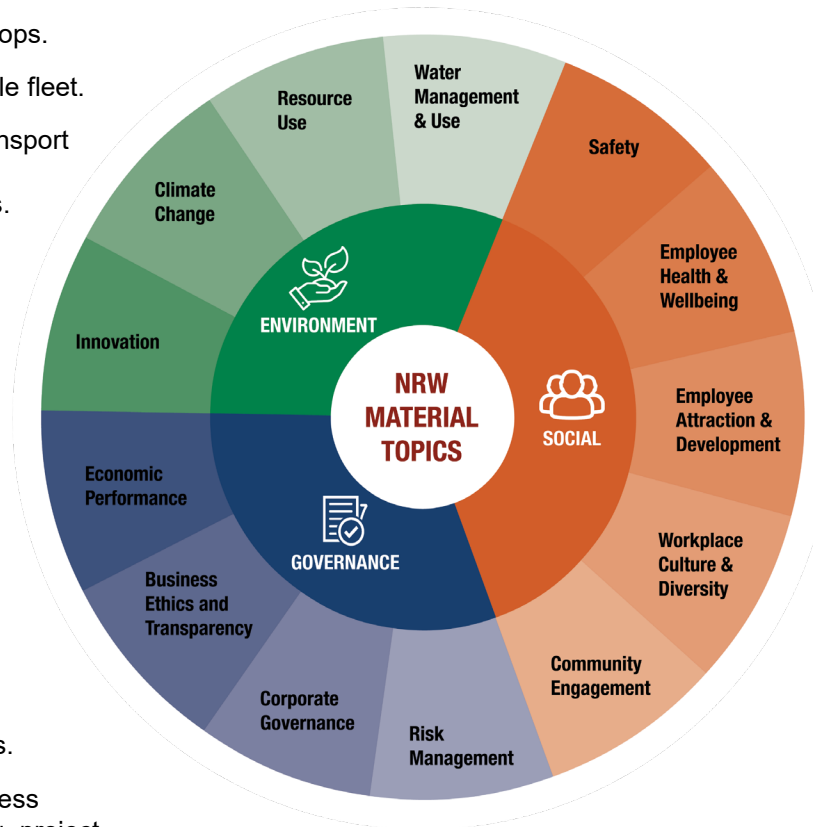 ops.
le fleet.
nsport
s.
Water
Management
& Use
Resource
Use
Safety
Climate
Change
Employee
Health &
Wellbeing
ENVIRONMENT
Innovation
NRW
MATERIAL
TOPICS
Employee
Attraction &
Development
SOCIAL
Economic
Performance
GOVERNANCE
Workplace
Culture &
Diversity
Business
Ethics and
Transparency
Community
Engagement
Corporate
Governance
Risk
Management
s.
ess
project